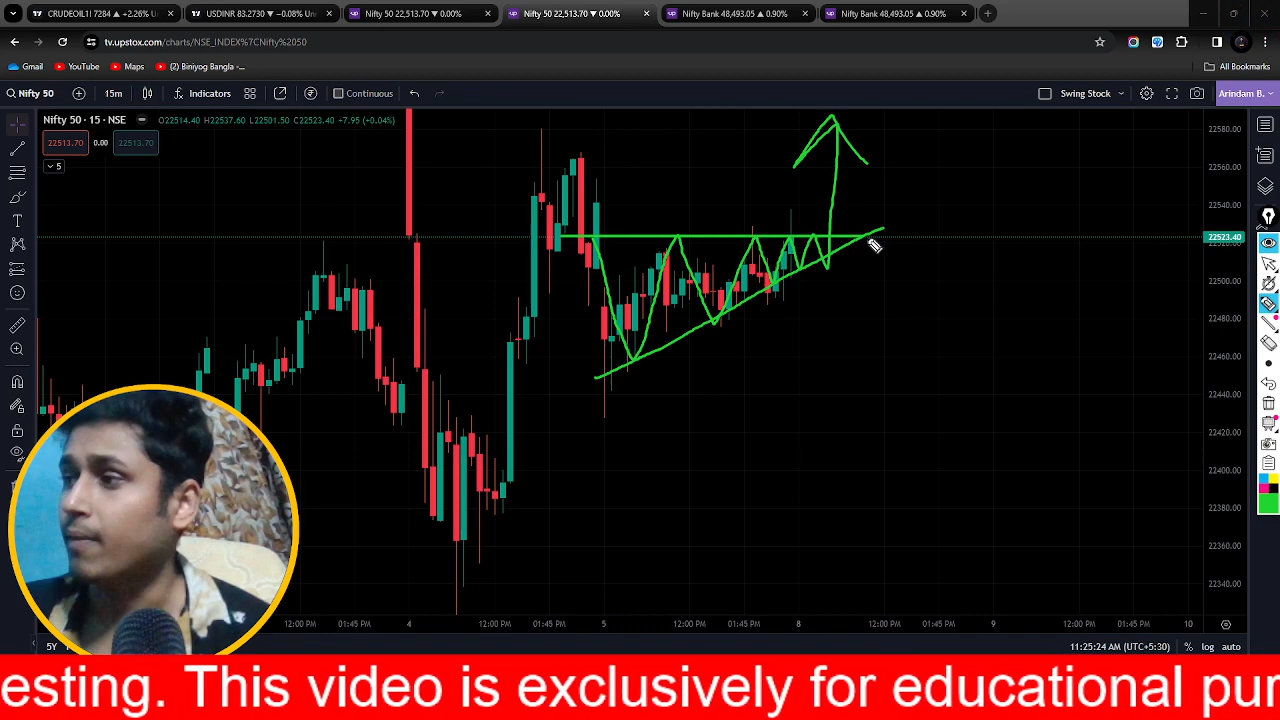 CRUDEOIL1! 7284 ▲ +2.26% U
USDINR 83.2730 ▼ −0.08% Un
Nifty 50 22,513.70 ▼ 0.00%
Nifty 50 22,513.70 ▼ 0.00%
Nifty Bank 48,493.05 ▲ 0.90%
Nifty Bank 48,493.05 ▲ 0.90%
tv.upstox.com/charts/NSE_INDEX%7CNifty%2050
Gmail YouTube Maps (2) Biniyog Bangla -... All Bookmarks
Nifty 50 15m Indicators Continuous Swing Stock Arindam B.
Nifty 50 · 15 · NSE O22514.40 H22537.60 L22501.50 C22523.40 +7.95 (+0.04%)
22513.70 0.00 22513.70
5
22580.00
22560.00
22540.00
22523.40
22500.00
22480.00
22460.00
22440.00
22420.00
22400.00
22380.00
22360.00
22340.00
12:00 PM 01:45 PM 4 12:00 PM 01:45 PM 5 12:00 PM 01:45 PM 8 12:00 PM 01:45 PM 9 12:00 PM 01:45 PM 10
5Y 11:25:24 AM (UTC+5:30) % log auto
esting. This video is exclusively for educational pur